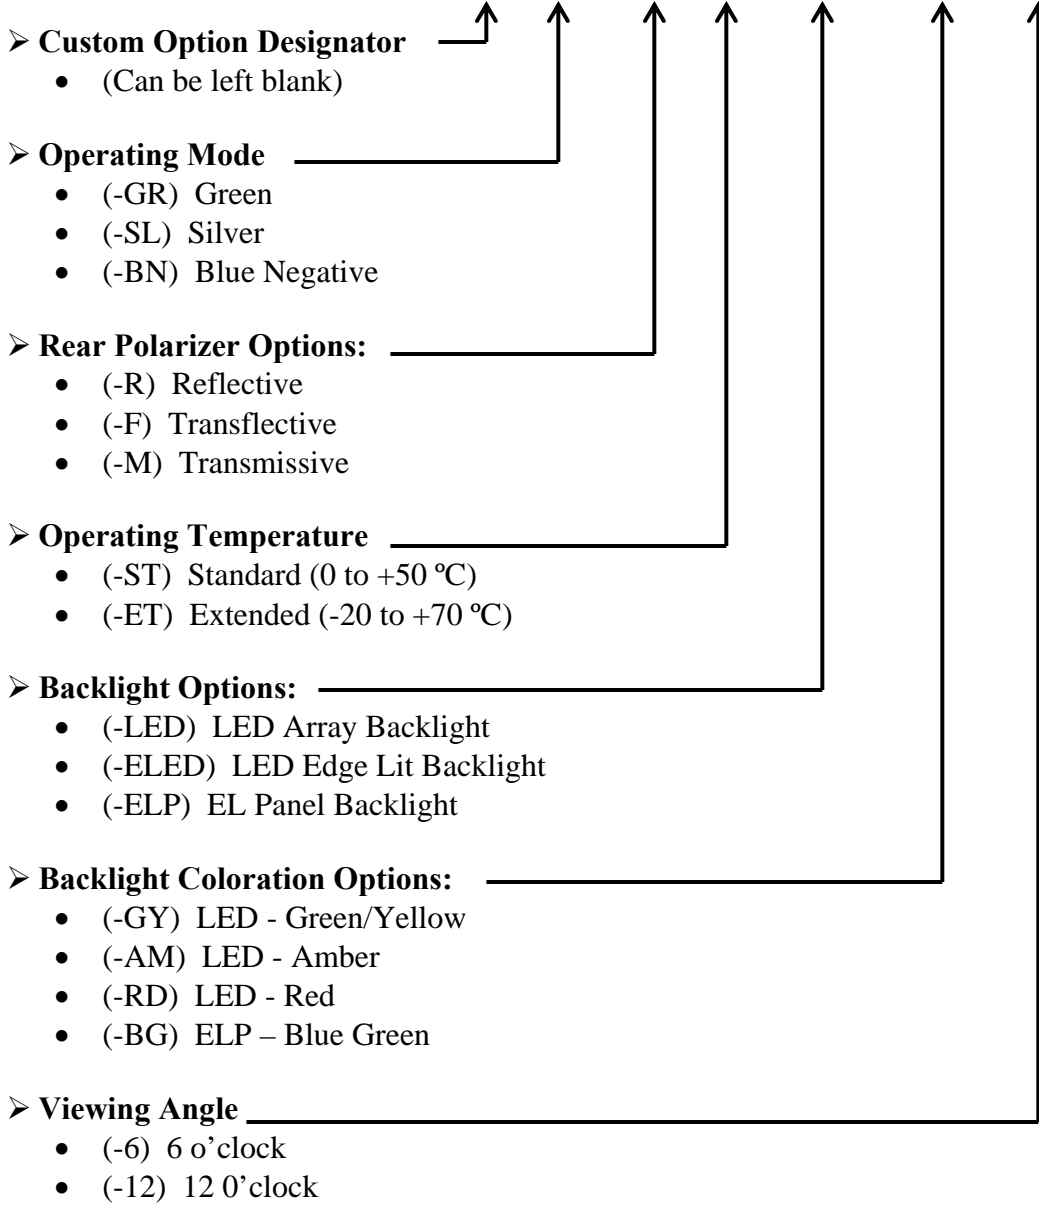 ➢ Custom Option Designator
• (Can be left blank)
➢ Operating Mode
• (-GR) Green
• (-SL) Silver
• (-BN) Blue Negative
➢ Rear Polarizer Options:
• (-R) Reflective
• (-F) Transflective
• (-M) Transmissive
➢ Operating Temperature
• (-ST) Standard (0 to +50 ºC)
• (-ET) Extended (-20 to +70 ºC)
➢ Backlight Options:
• (-LED) LED Array Backlight
• (-ELED) LED Edge Lit Backlight
• (-ELP) EL Panel Backlight
➢ Backlight Coloration Options:
• (-GY) LED - Green/Yellow
• (-AM) LED - Amber
• (-RD) LED - Red
• (-BG) ELP – Blue Green
➢ Viewing Angle
• (-6) 6 o’clock
• (-12) 12 0’clock